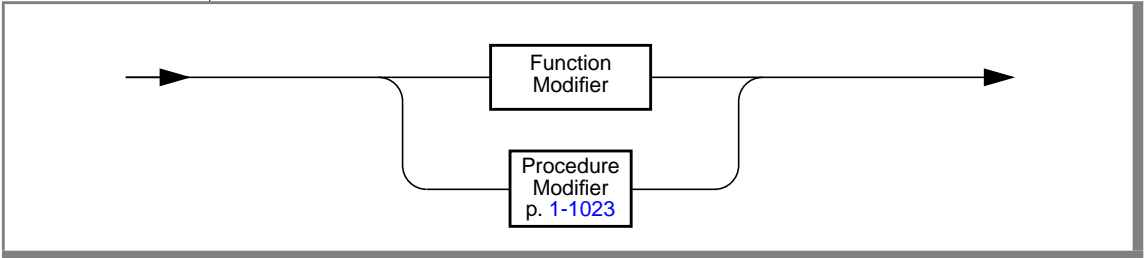 Function
Modifier
Procedure
Modifier
p. 1-1023